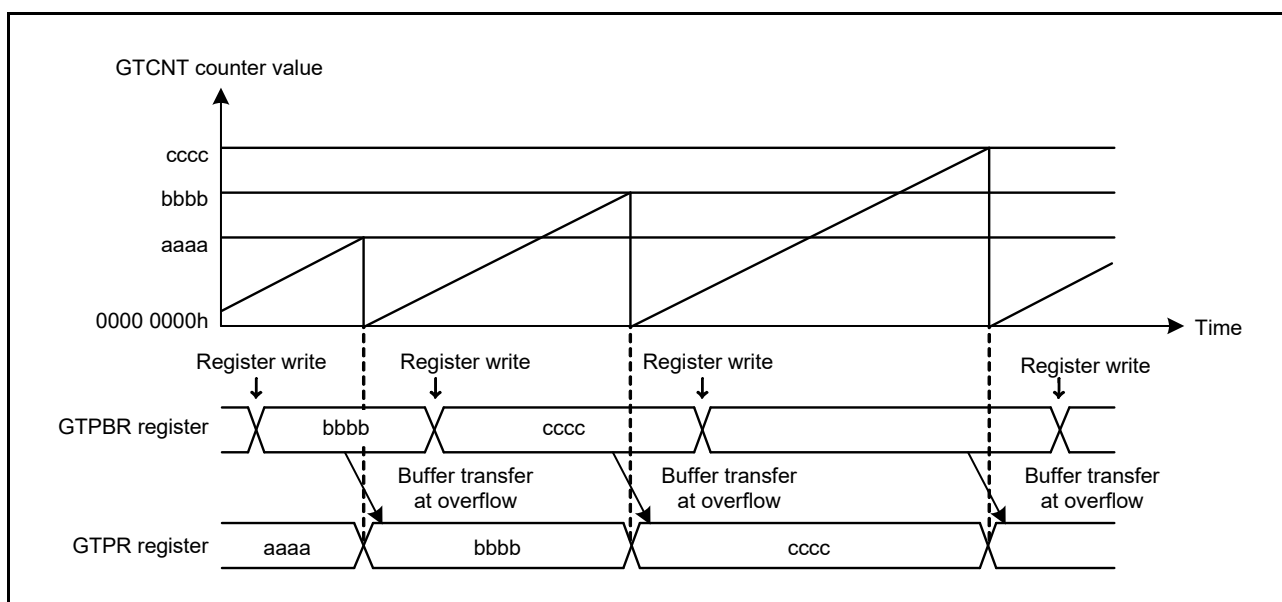 GTCNT counter value
cccc
bbbb
aaaa
0000 0000h
Time
Register write
Register write
Register write
Register write
GTPBR register
bbbb
cccc
Buffer transfer
at overflow
Buffer transfer
at overflow
Buffer transfer
at overflow
GTPR register
aaaa
bbbb
cccc